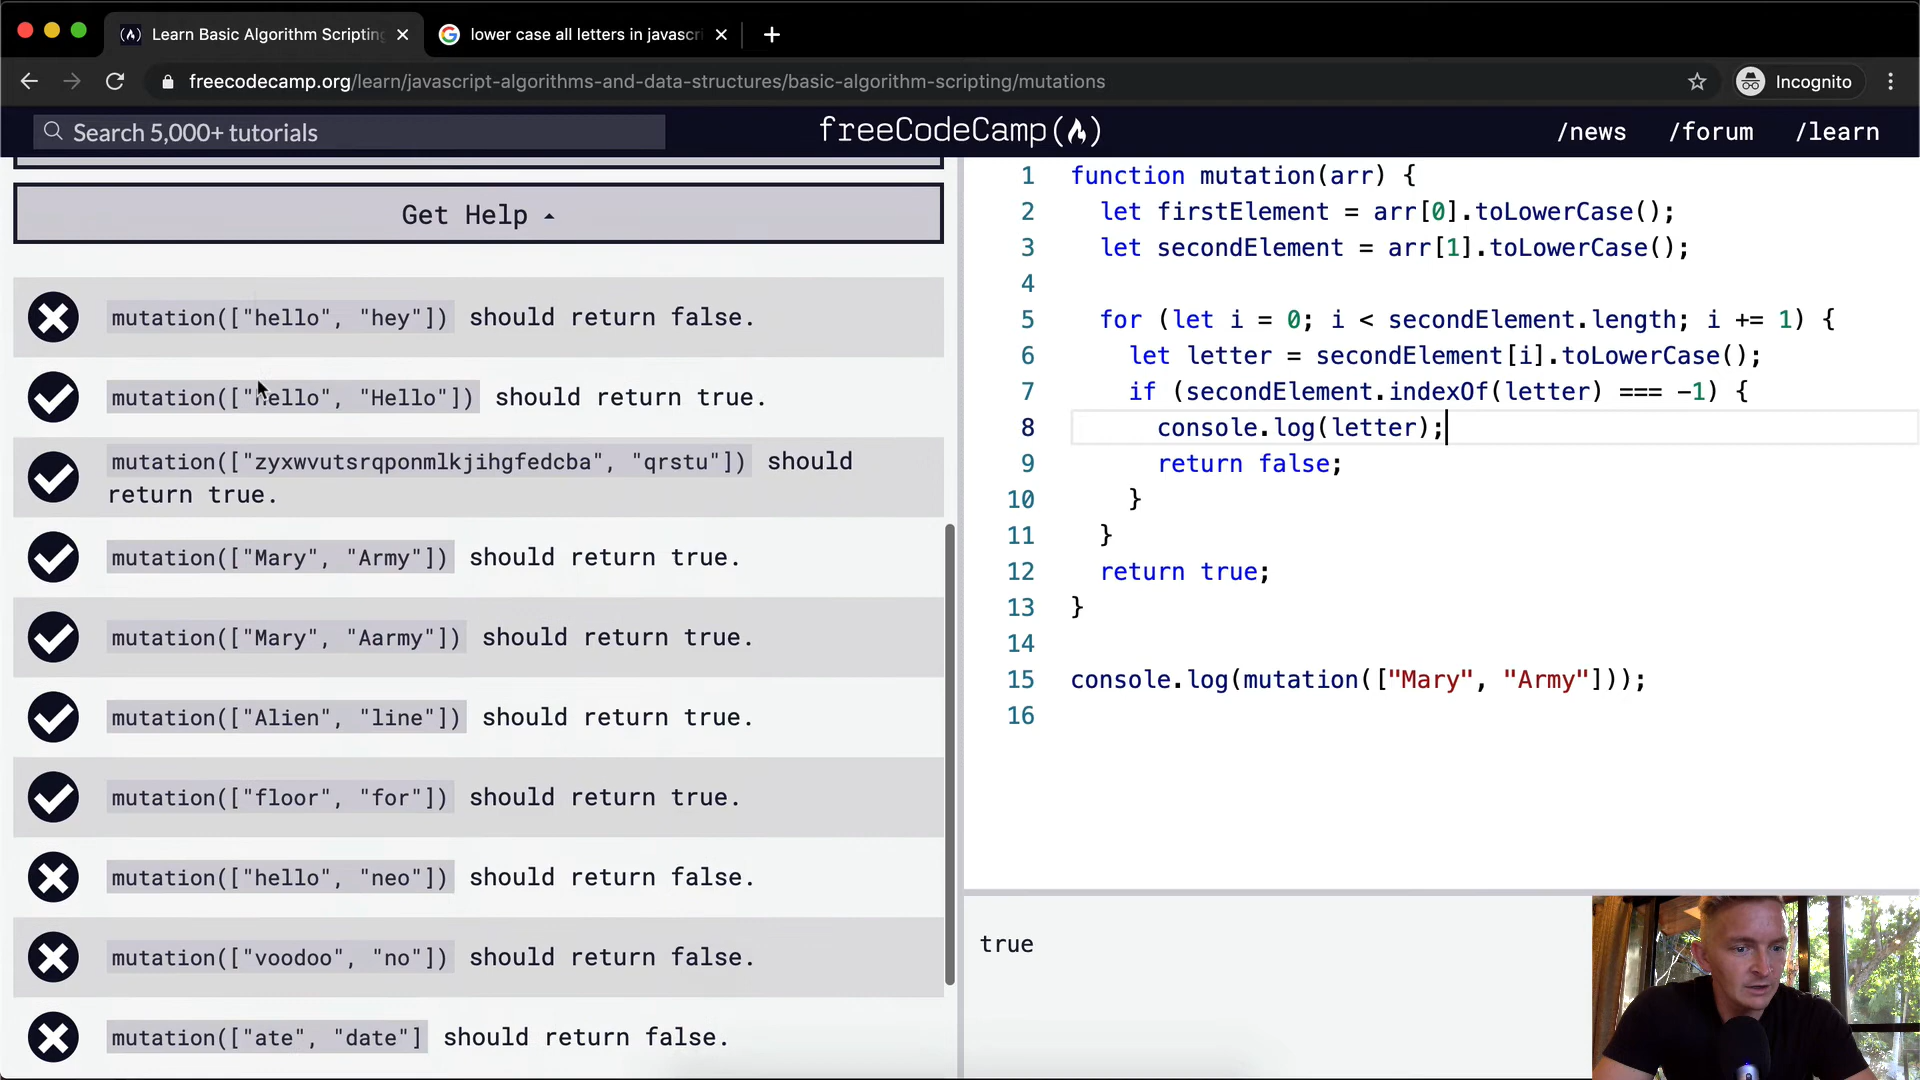 Learn Basic Algorithm Scripting
lower case all letters in javascri
freecodecamp.org/learn/javascript-algorithms-and-data-structures/basic-algorithm-scripting/mutations
Incognito
Search 5,000+ tutorials
freeCodeCamp
/news
/forum
/learn
Get Help
mutation(["hello", "hey"]) should return false.
mutation(["hello", "Hello"]) should return true.
mutation(["zyxwvutsrqponmlkjihgfedcba", "qrstu"]) should
return true.
mutation(["Mary", "Army"]) should return true.
mutation(["Mary", "Aarmy"]) should return true.
mutation(["Alien", "line"]) should return true.
mutation(["floor", "for"]) should return true.
mutation(["hello", "neo"]) should return false.
mutation(["voodoo", "no"]) should return false.
mutation(["ate", "date"] should return false.
1 function mutation(arr) {
2 let firstElement = arr[0].toLowerCase();
3 let secondElement = arr[1].toLowerCase();
4
5 for (let i = 0; i < secondElement.length; i += 1) {
6 let letter = secondElement[i].toLowerCase();
7 if (secondElement.indexOf(letter) === -1) {
8 console.log(letter);
9 return false;
10 }
11 }
12 return true;
13 }
14
15 console.log(mutation(["Mary", "Army"]));
16
true